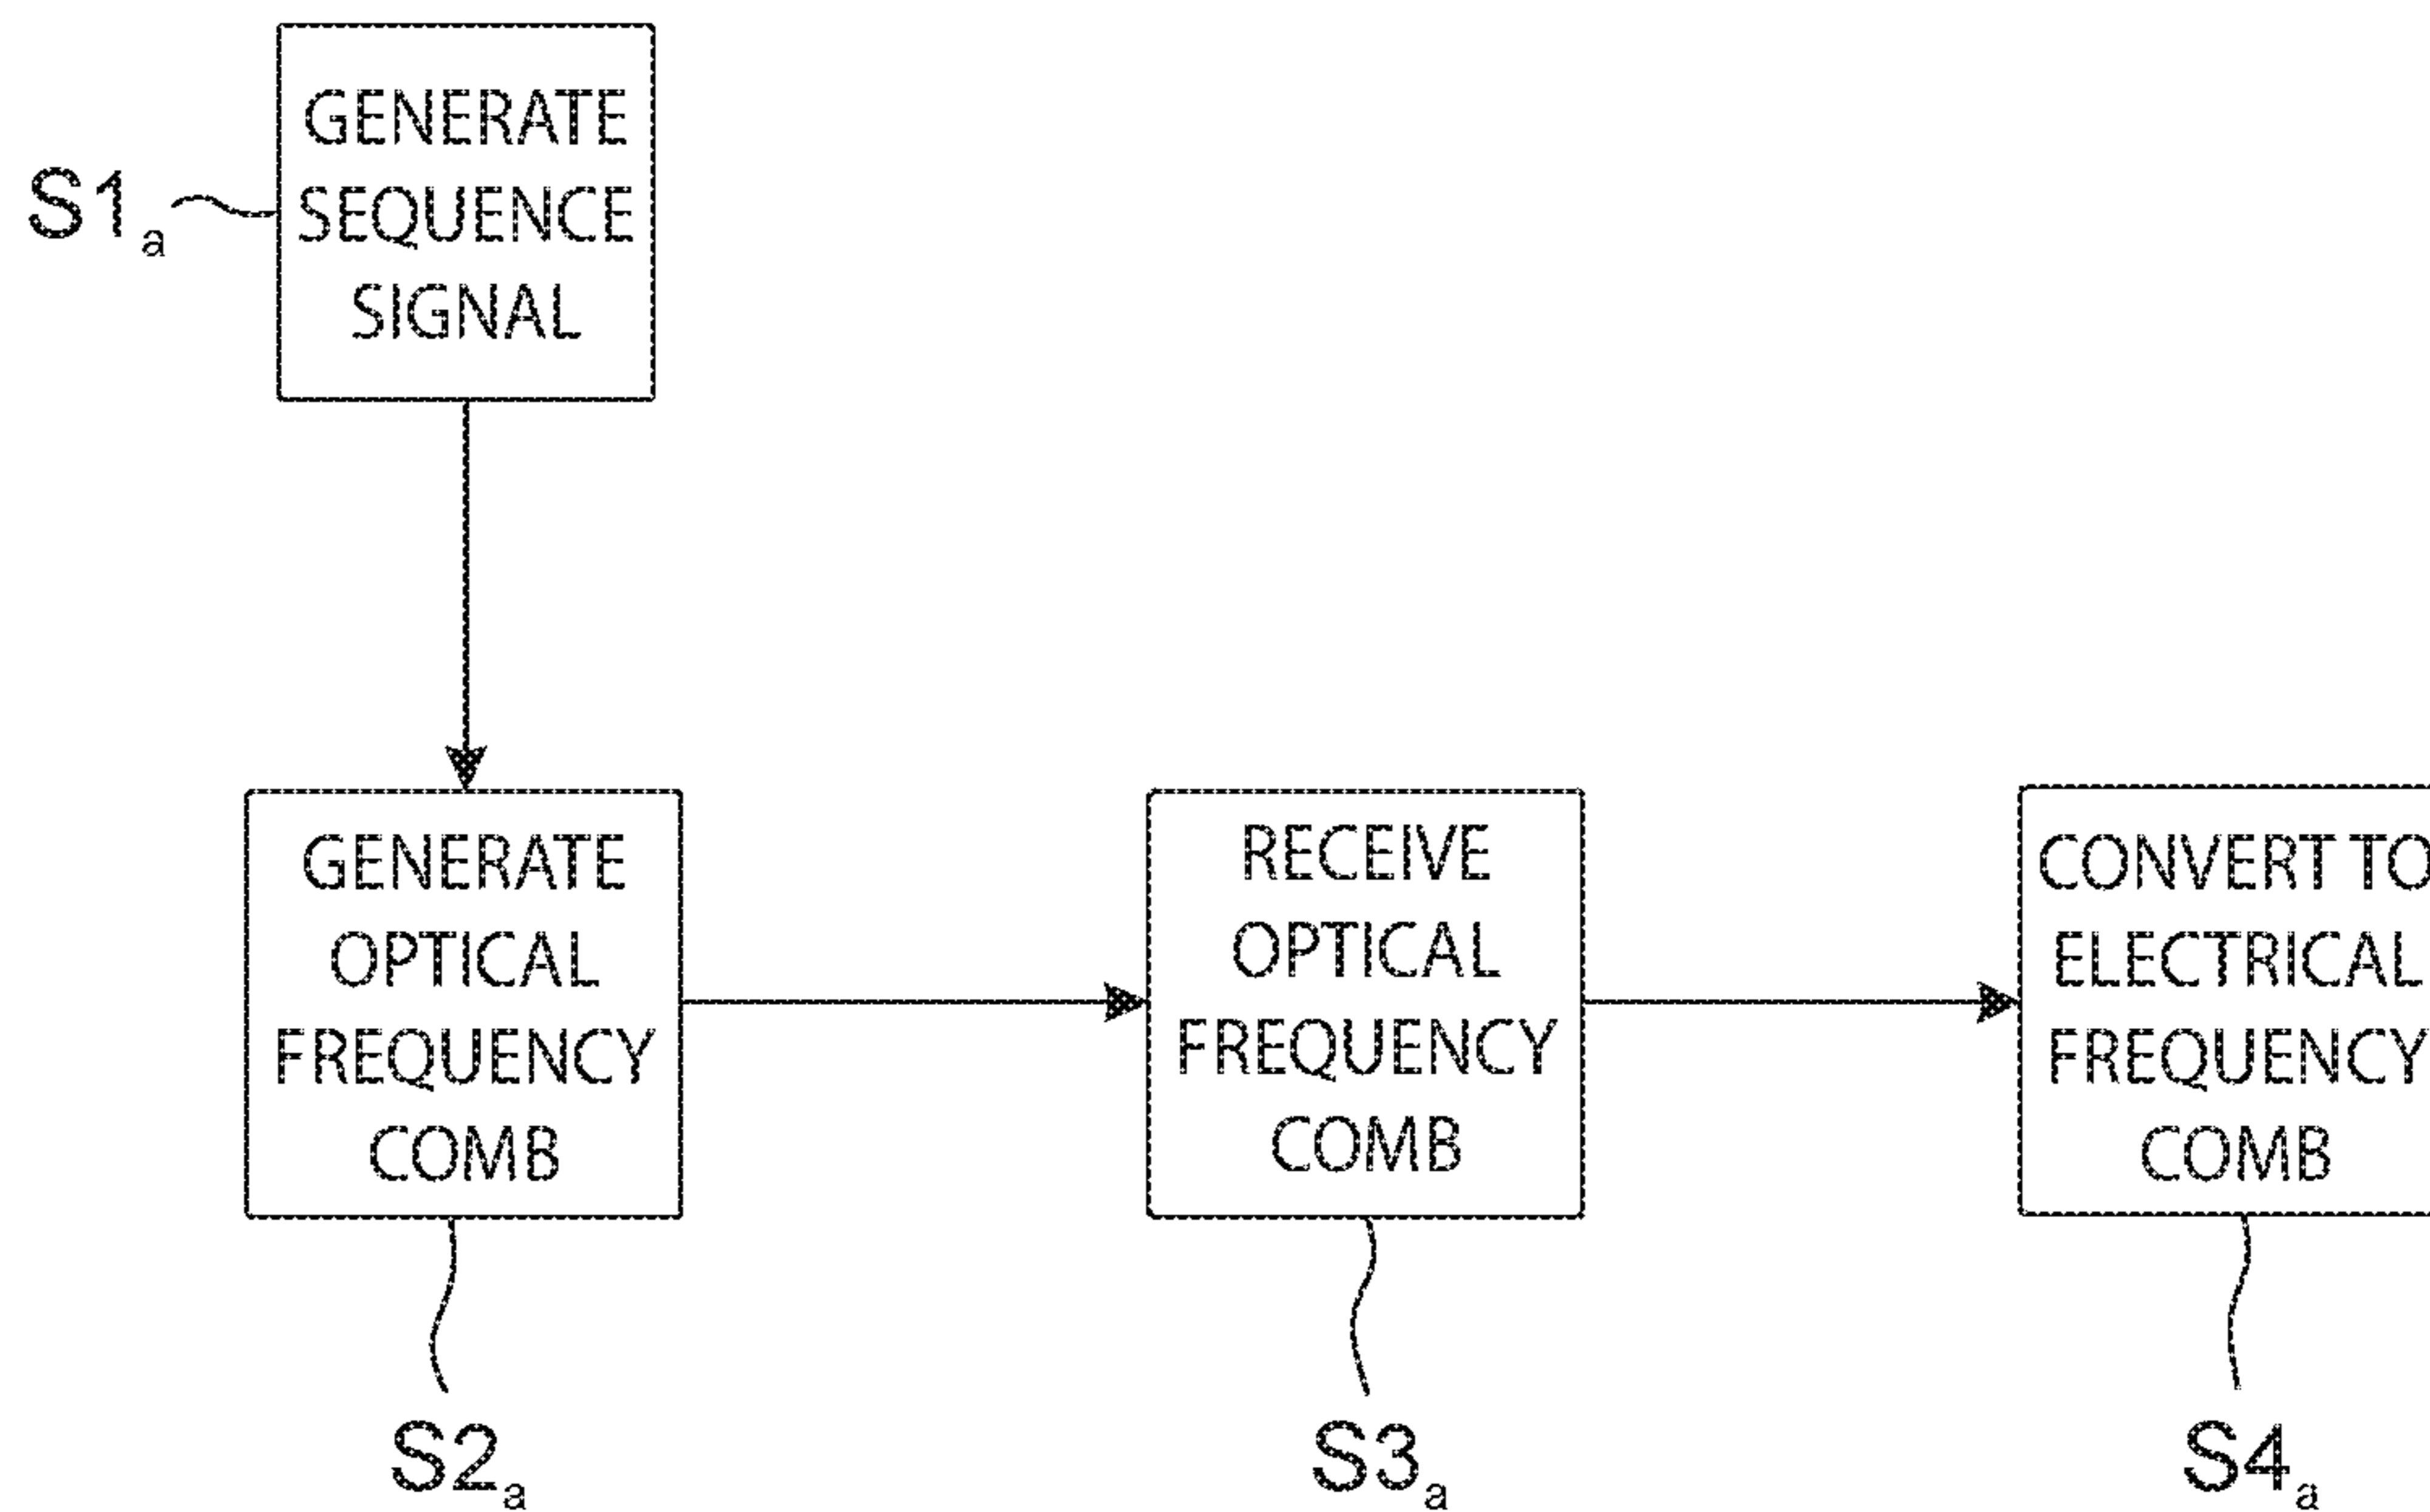 GENERATE
SEQUENCE
SIGNAL
S1a
GENERATE
OPTICAL
FREQUENCY
COMB
S2a
RECEIVE
OPTICAL
FREQUENCY
COMB
S3a
CONVERT TO
ELECTRICAL
FREQUENCY
COMB
S4a